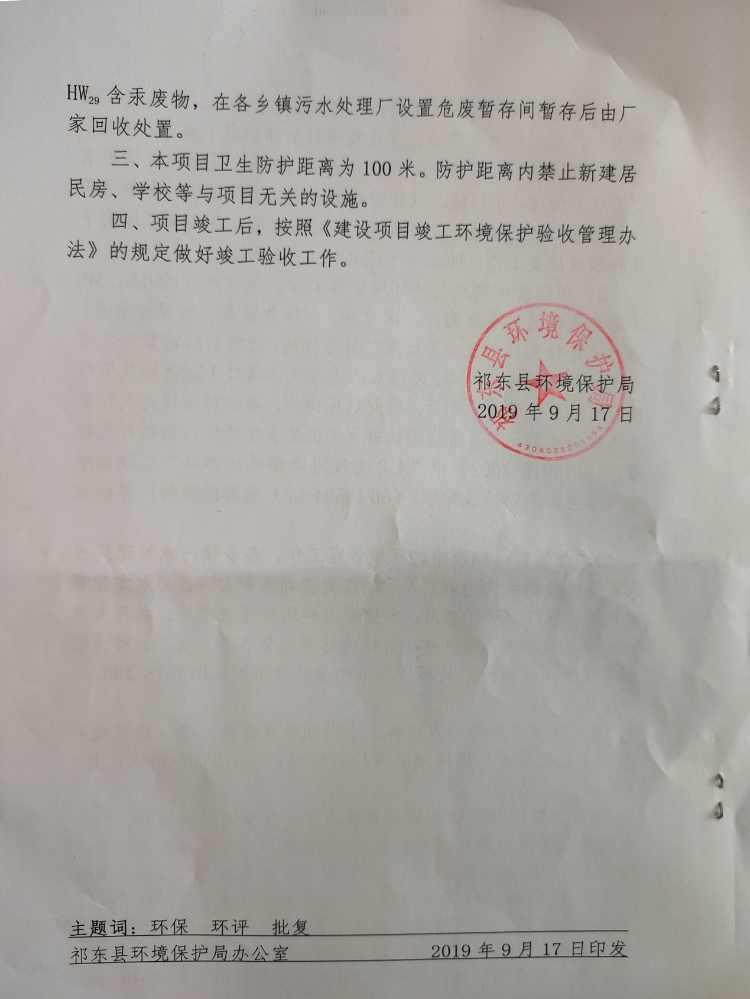 HW₂₉ 含汞废物，在各乡镇污水处理厂设置危废暂存间暂存后由厂
家回收处置。
三、本项目卫生防护距离为 100 米。防护距离内禁止新建居
民房、学校等与项目无关的设施。
四、项目竣工后，按照《建设项目竣工环境保护验收管理办
法》的规定做好竣工验收工作。
祁东县环境保护局
祁东县环境保护局
2019 年 9 月 17 日
4304089001154
主题词：环保 环评 批复
祁东县环境保护局办公室 2019 年 9 月 17 日印发